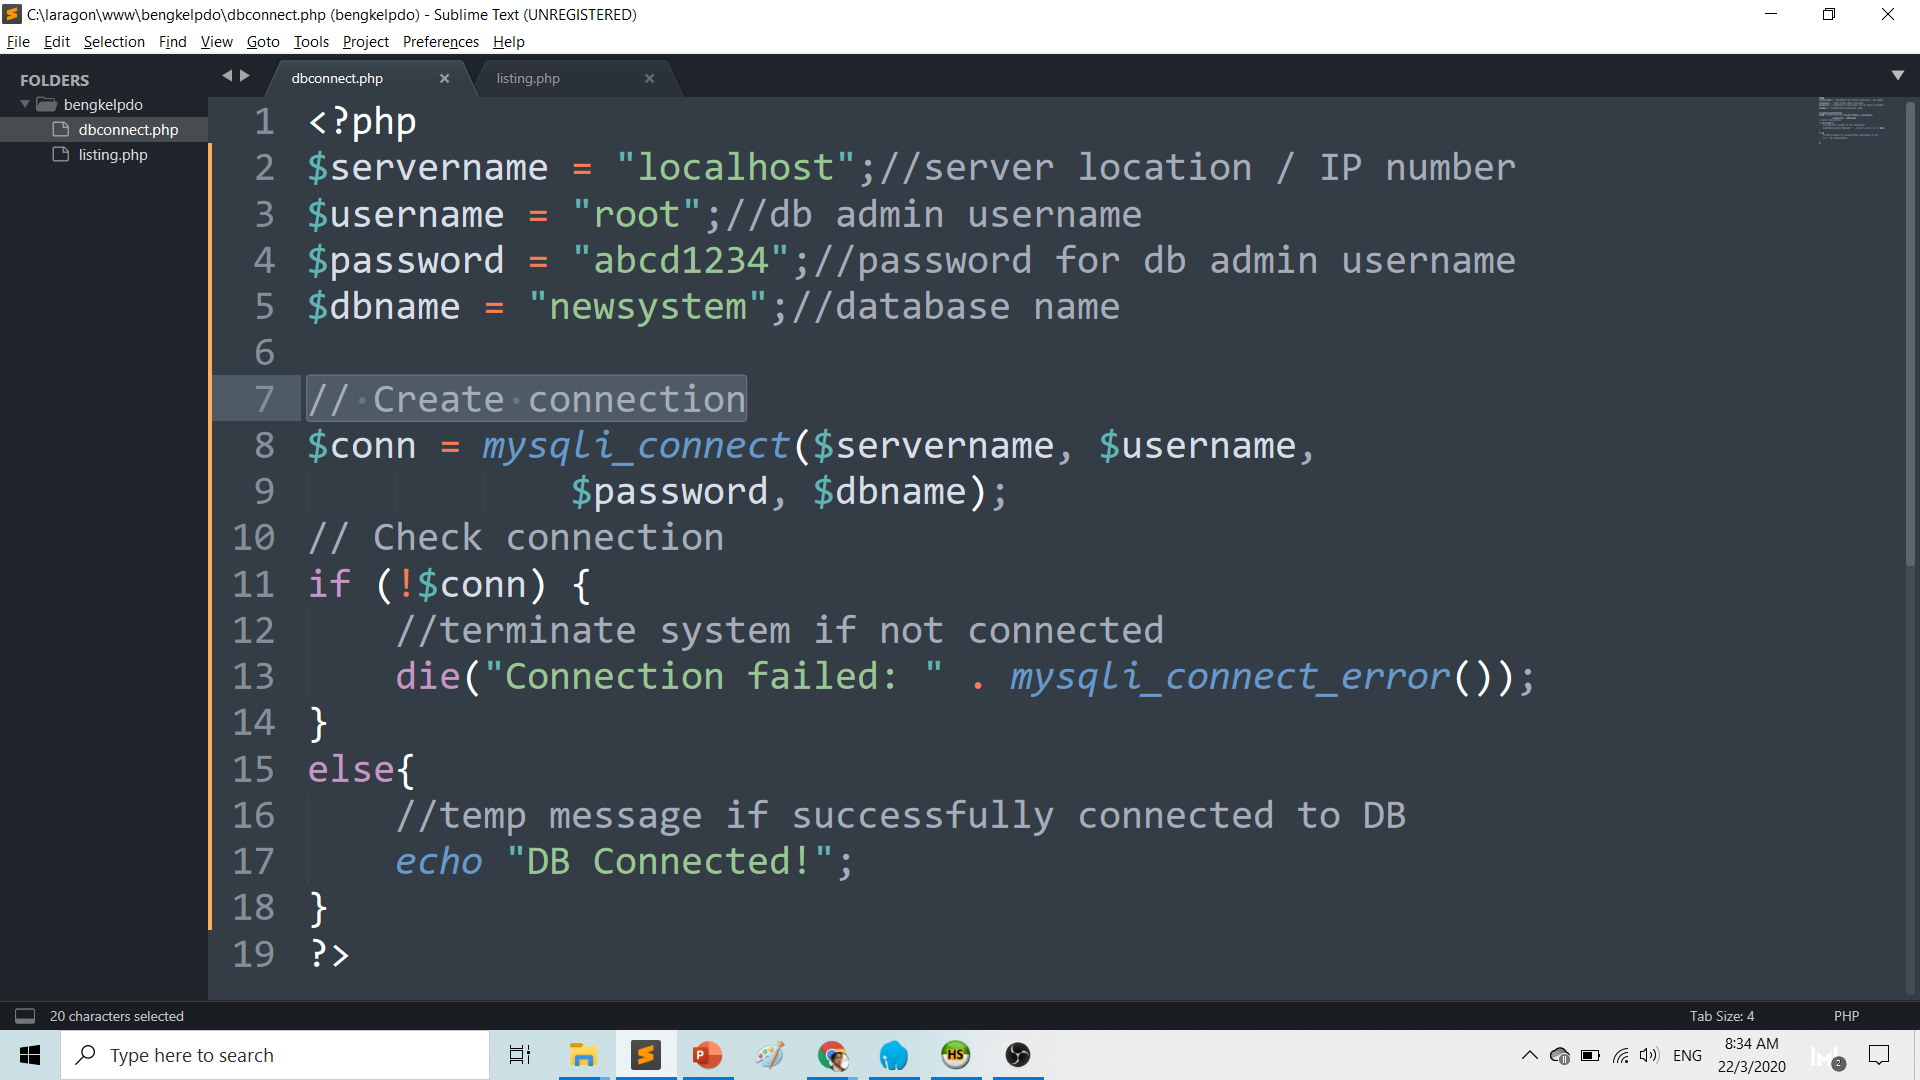 C:\laragon\www\bengkelpdo\dbconnect.php (bengkelpdo) - Sublime Text (UNREGISTERED)
File Edit Selection Find View Goto Tools Project Preferences Help
FOLDERS
bengkelpdo
dbconnect.php
listing.php
dbconnect.php
listing.php
1 <?php
2 $servername = "localhost";//server location / IP number
3 $username = "root";//db admin username
4 $password = "abcd1234";//password for db admin username
5 $dbname = "newsystem";//database name
6
7 // Create connection
8 $conn = mysqli_connect($servername, $username,
9 $password, $dbname);
10 // Check connection
11 if (!$conn) {
12 //terminate system if not connected
13 die("Connection failed: " . mysqli_connect_error());
14 }
15 else{
16 //temp message if successfully connected to DB
17 echo "DB Connected!";
18 }
19 ?>
20 characters selected
Tab Size: 4
PHP
Type here to search
HS
ENG
8:34 AM
22/3/2020
2